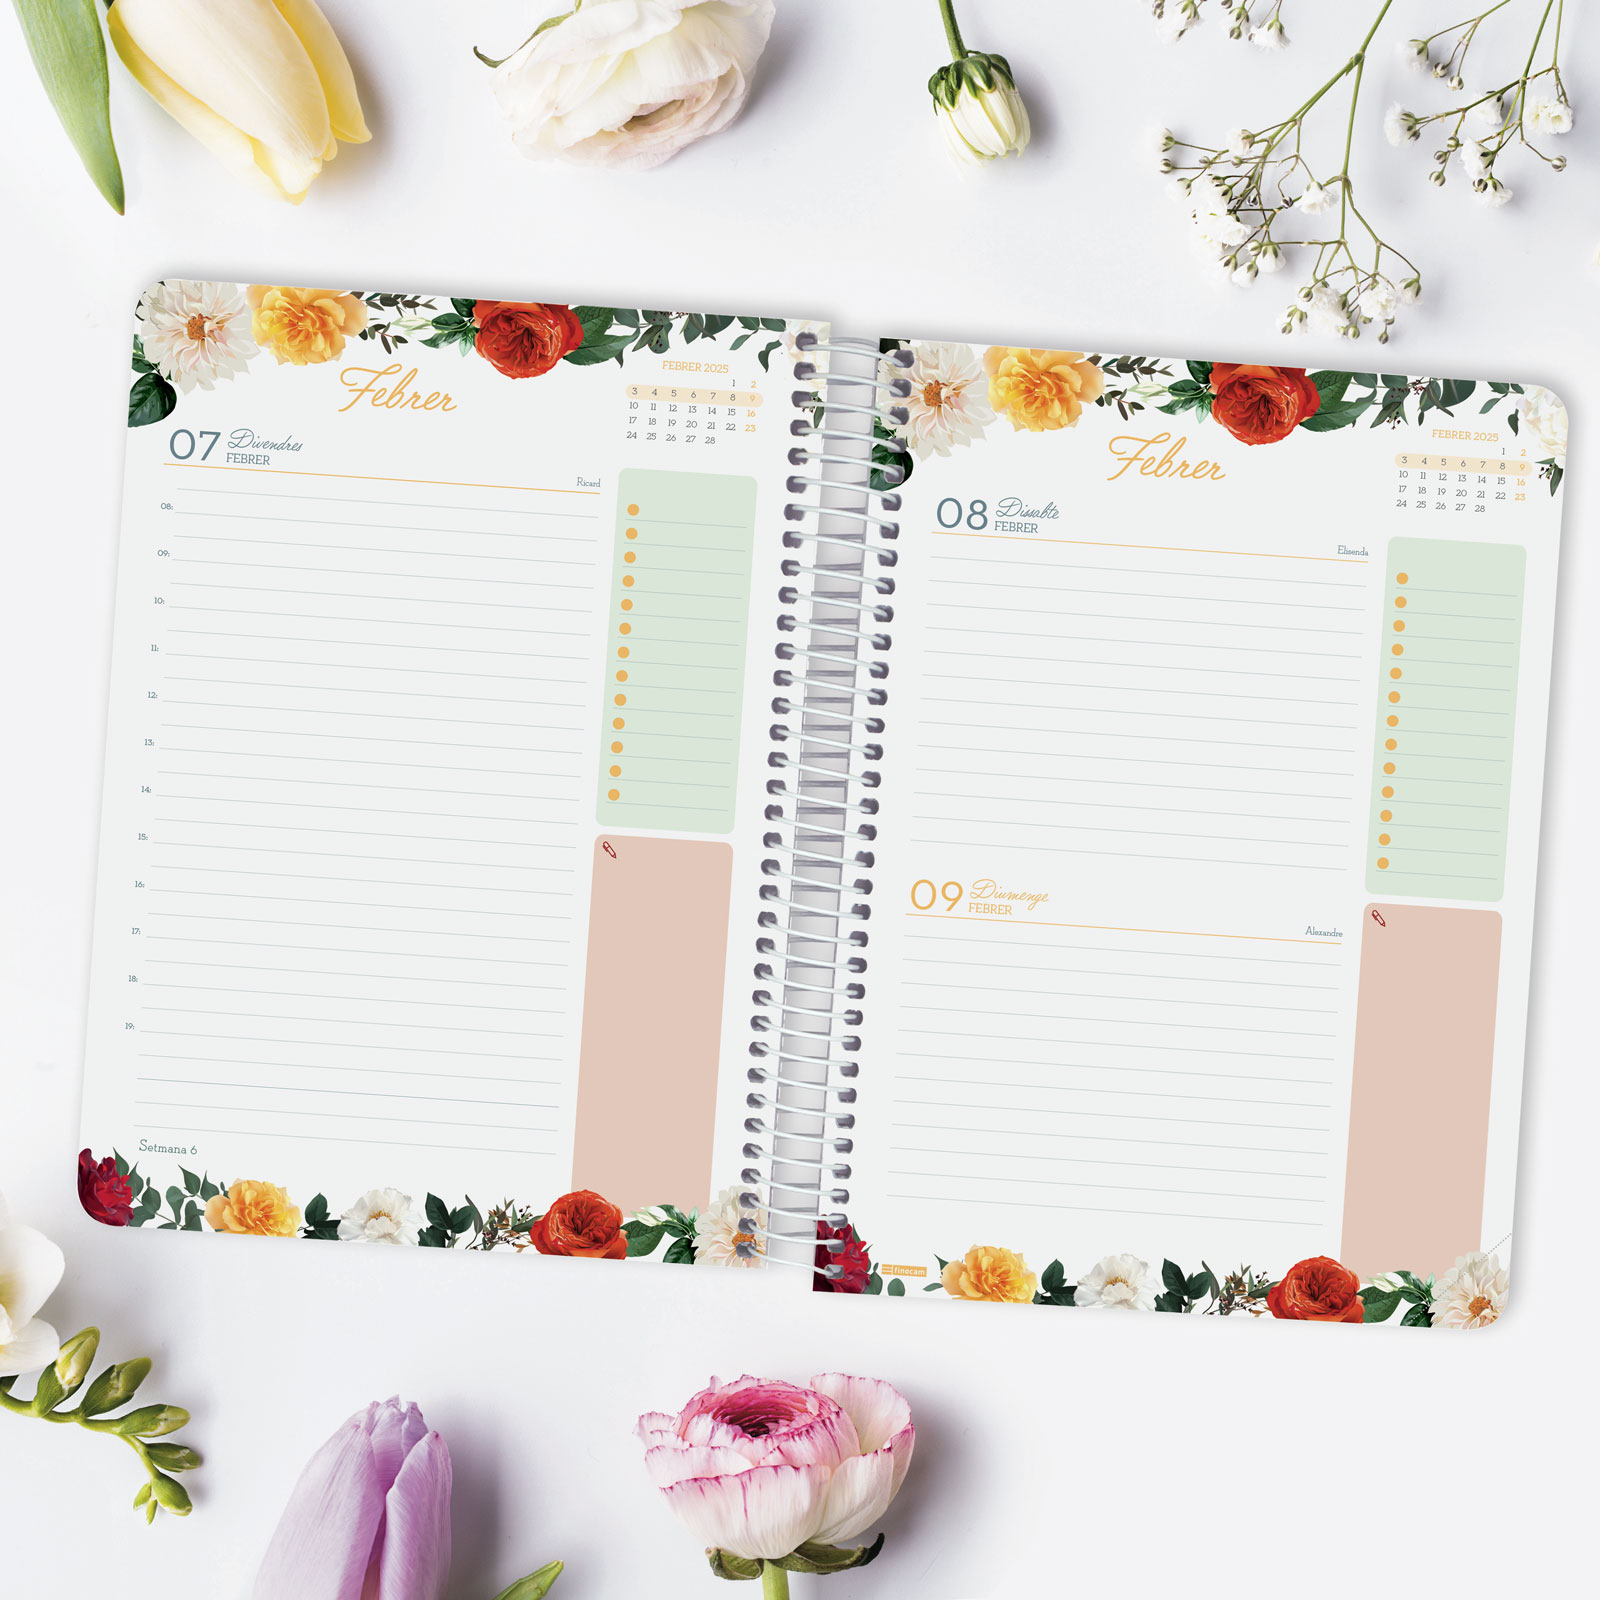 Febrer
FEBRER 2025
1 2
3 4 5 6 7 8 9
10 11 12 13 14 15 16
17 18 19 20 21 22 23
24 25 26 27 28
07 Divendres
FEBRER
Ricard
08:
09:
10:
11:
12:
13:
14:
15:
16:
17:
18:
19:
Setmana 6
Febrer
FEBRER 2025
1 2
3 4 5 6 7 8 9
10 11 12 13 14 15 16
17 18 19 20 21 22 23
24 25 26 27 28
08 Dissabte
FEBRER
Elisenda
09 Diumenge
FEBRER
Alexandre
finocam